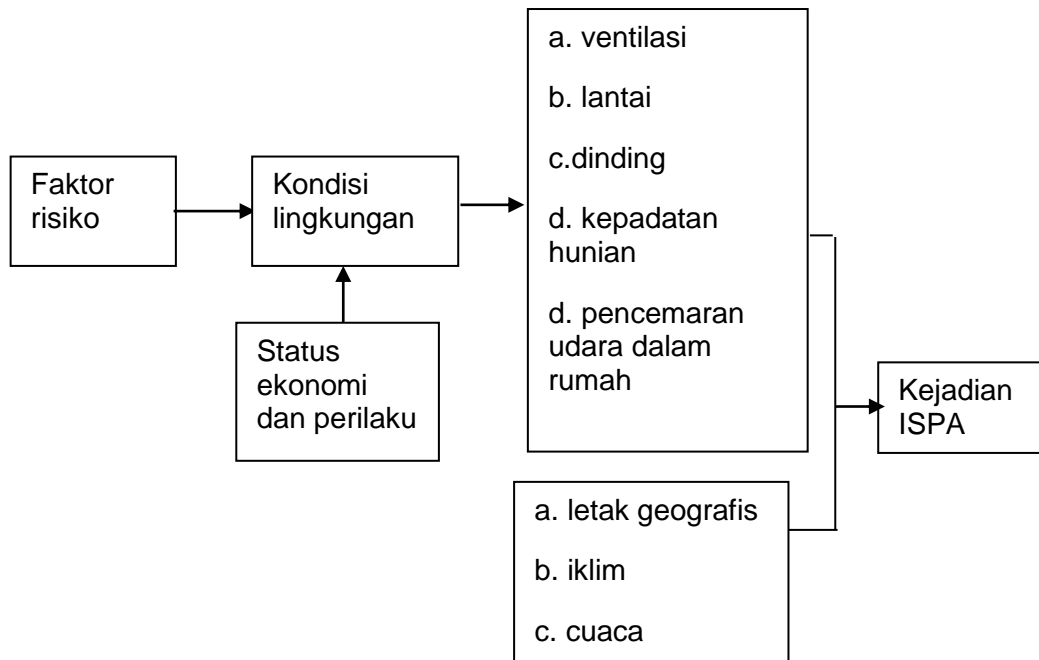 Faktor
risiko
Kondisi
lingkungan
Status
ekonomi
dan perilaku
a. ventilasi
b. lantai
c.dinding
d. kepadatan
hunian
d. pencemaran
udara dalam
rumah
a. letak geografis
b. iklim
c. cuaca
Kejadian
ISPA